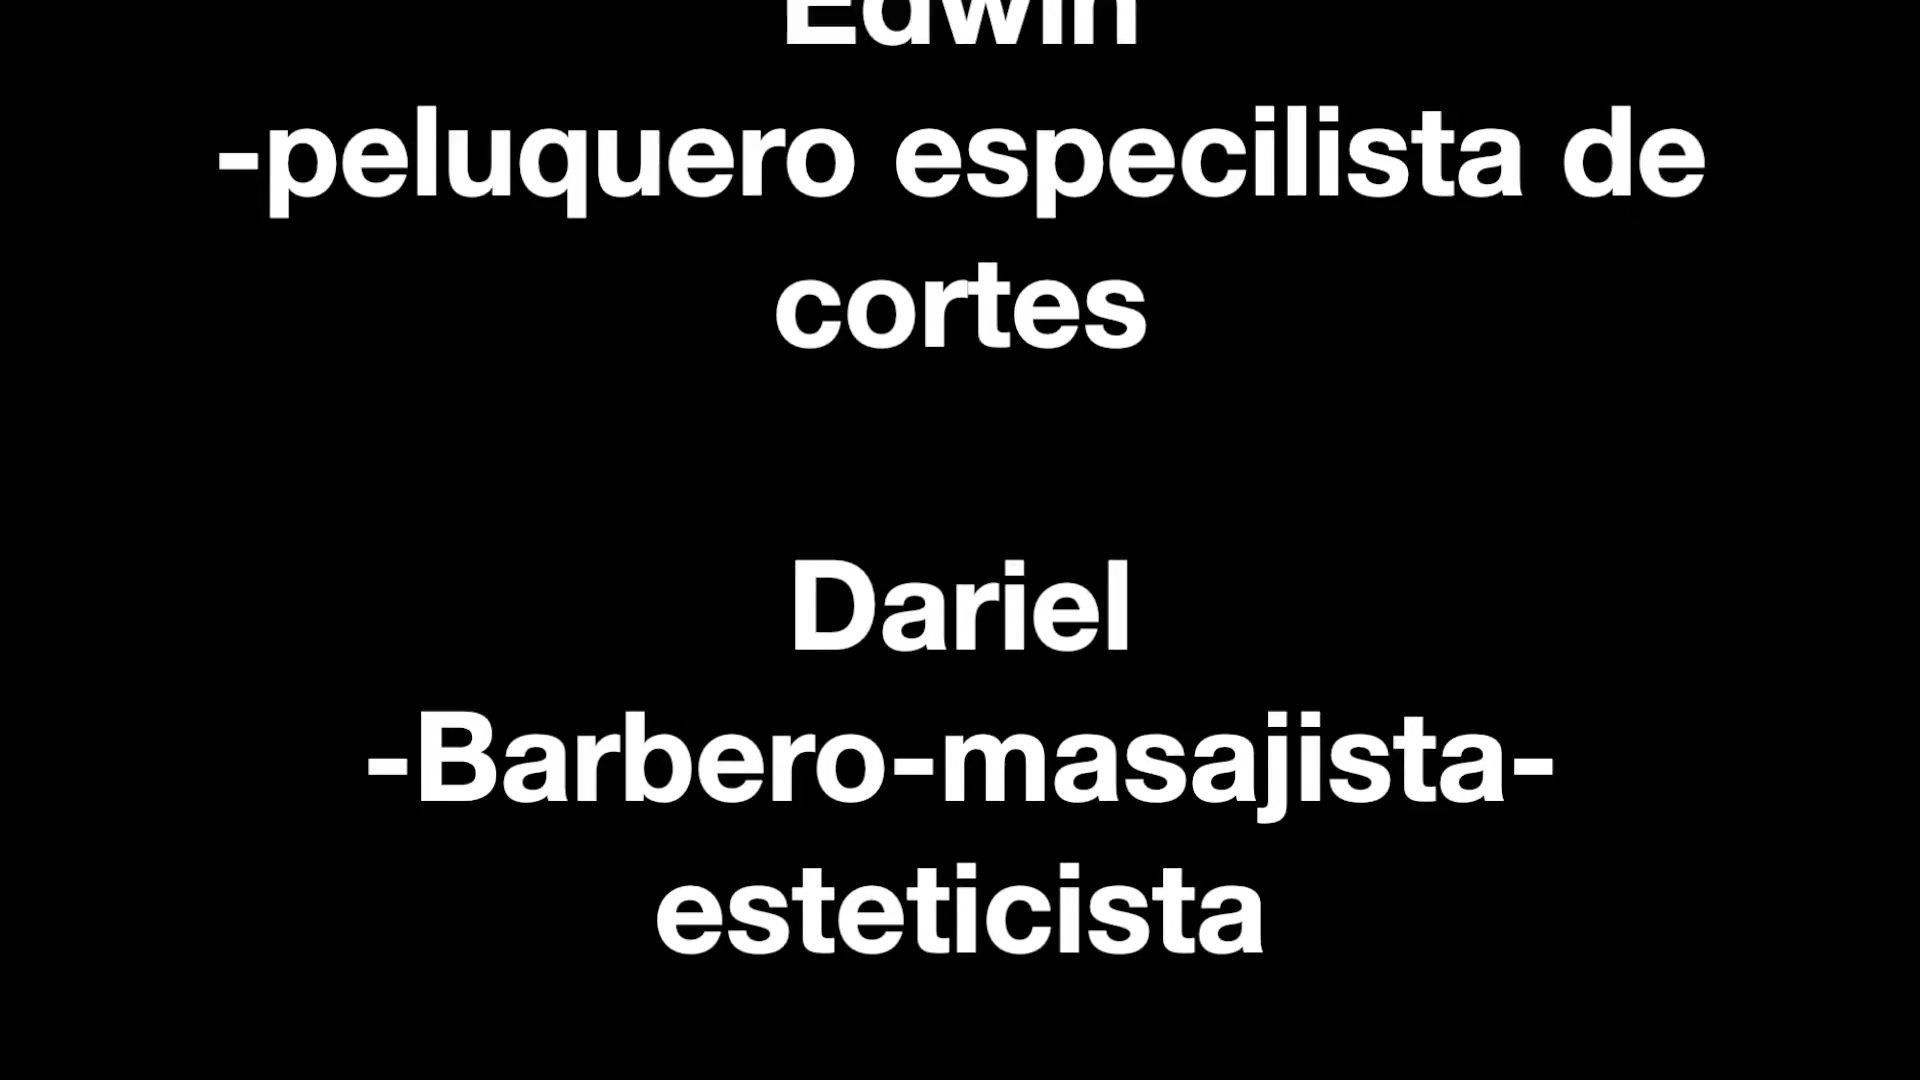 Edwin
-peluquero especilista de
cortes
Dariel
-Barbero-masajista-
esteticista